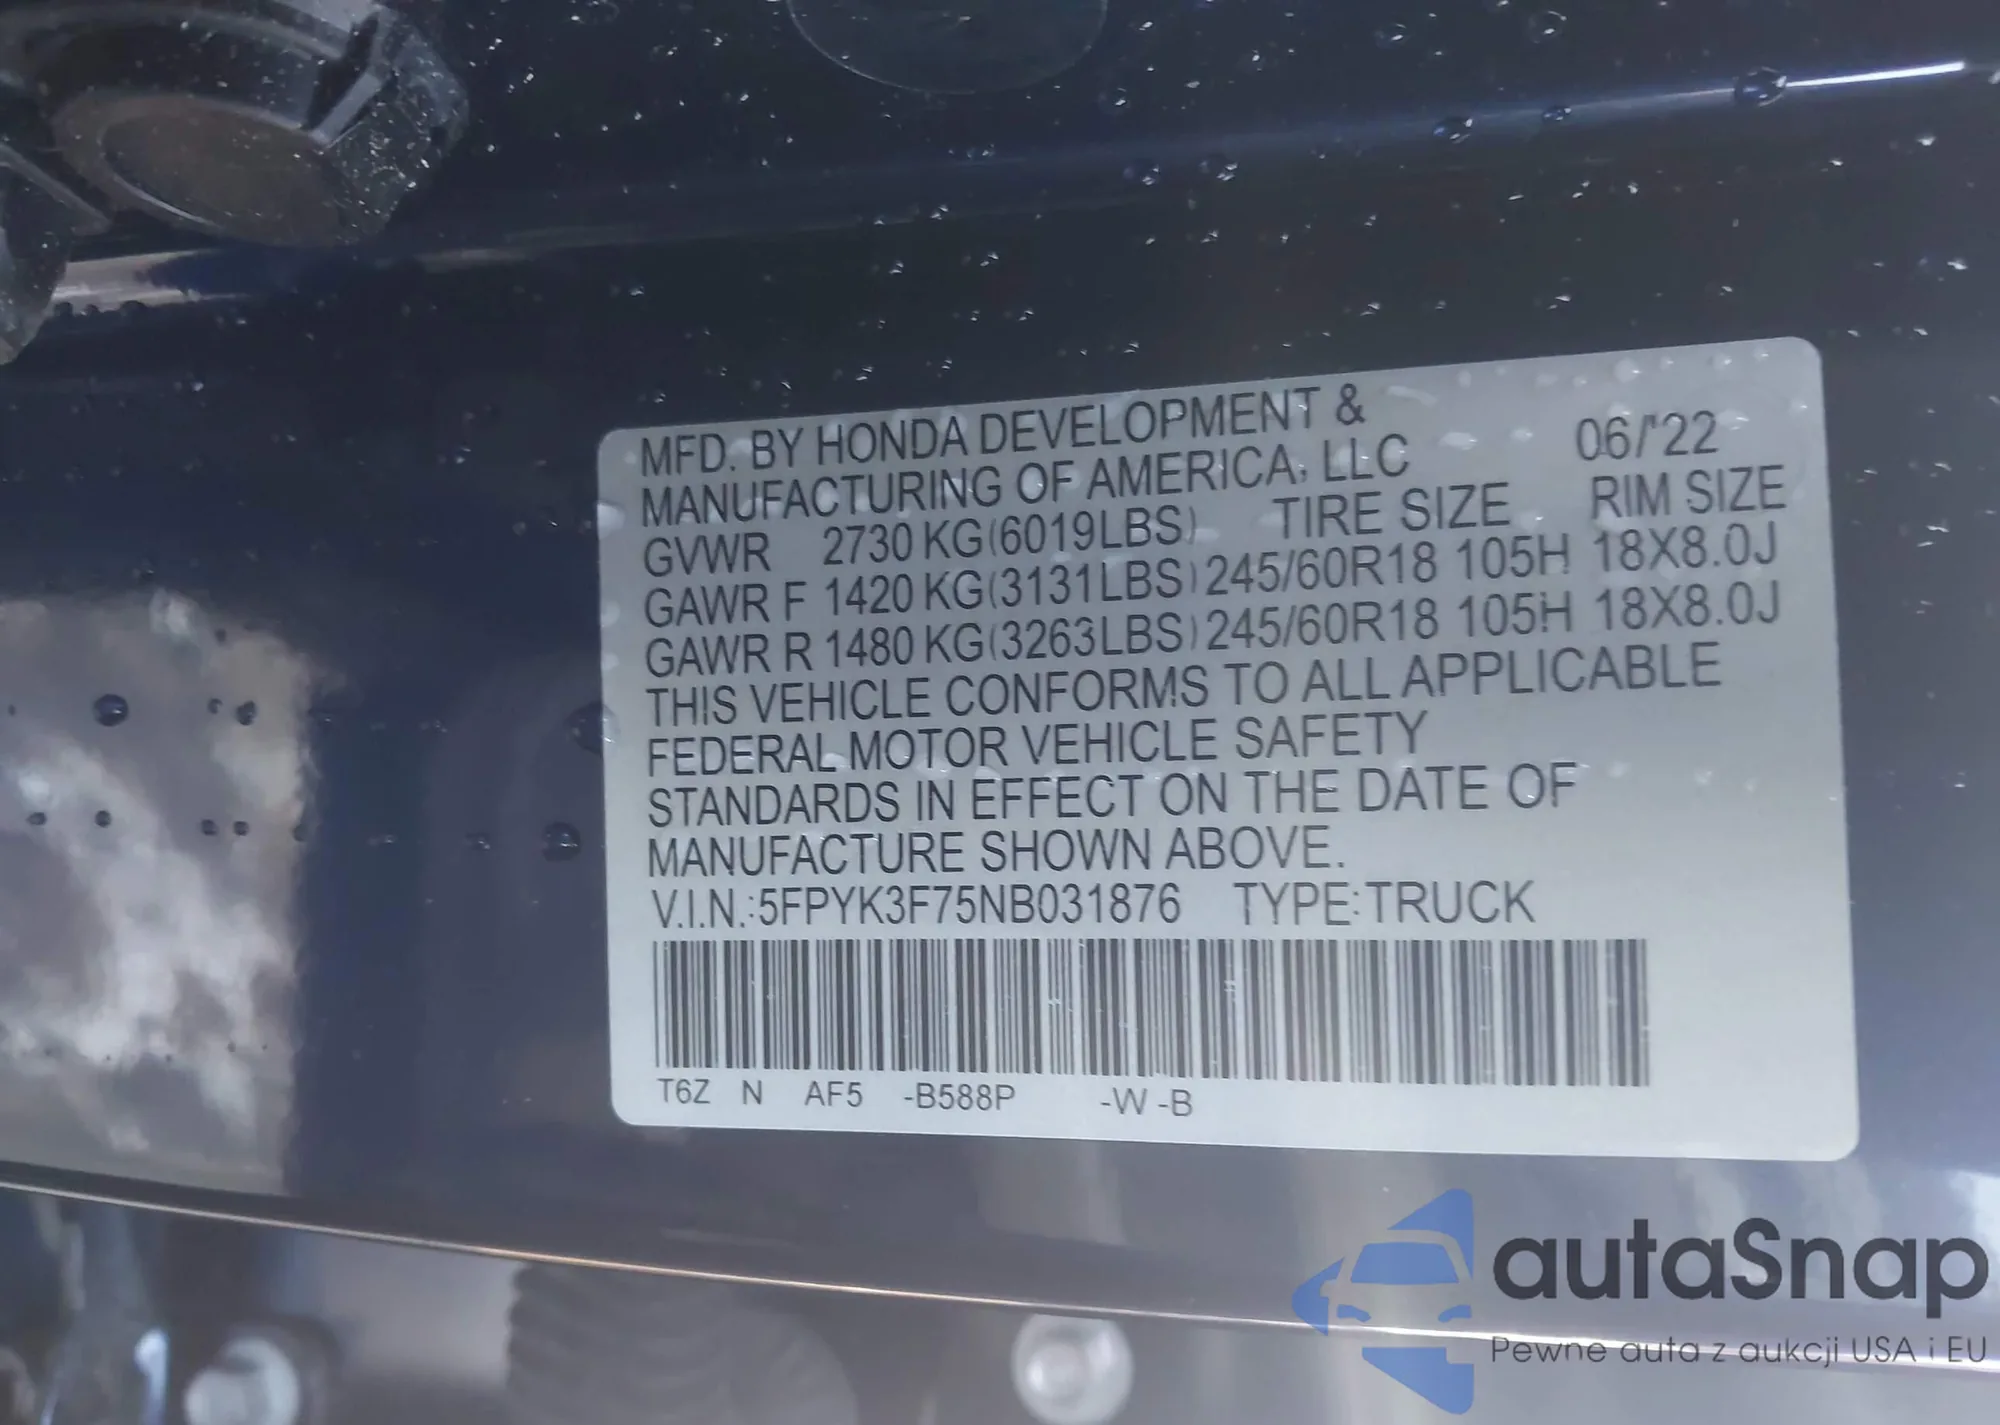 MFD. BY HONDA DEVELOPMENT &
MANUFACTURING OF AMERICA, LLC 06/'22
GVWR 2730 KG(6019LBS) TIRE SIZE RIM SIZE
GAWR F 1420 KG(3131LBS) 245/60R18 105H 18X8.0J
GAWR R 1480 KG(3263LBS) 245/60R18 105H 18X8.0J
THIS VEHICLE CONFORMS TO ALL APPLICABLE
FEDERAL MOTOR VEHICLE SAFETY
STANDARDS IN EFFECT ON THE DATE OF
MANUFACTURE SHOWN ABOVE.
V.I.N.:5FPYK3F75NB031876 TYPE:TRUCK
T6Z N AF5 -B588P -W -B
autaSnap
Pewne auta z aukcji USA i EU